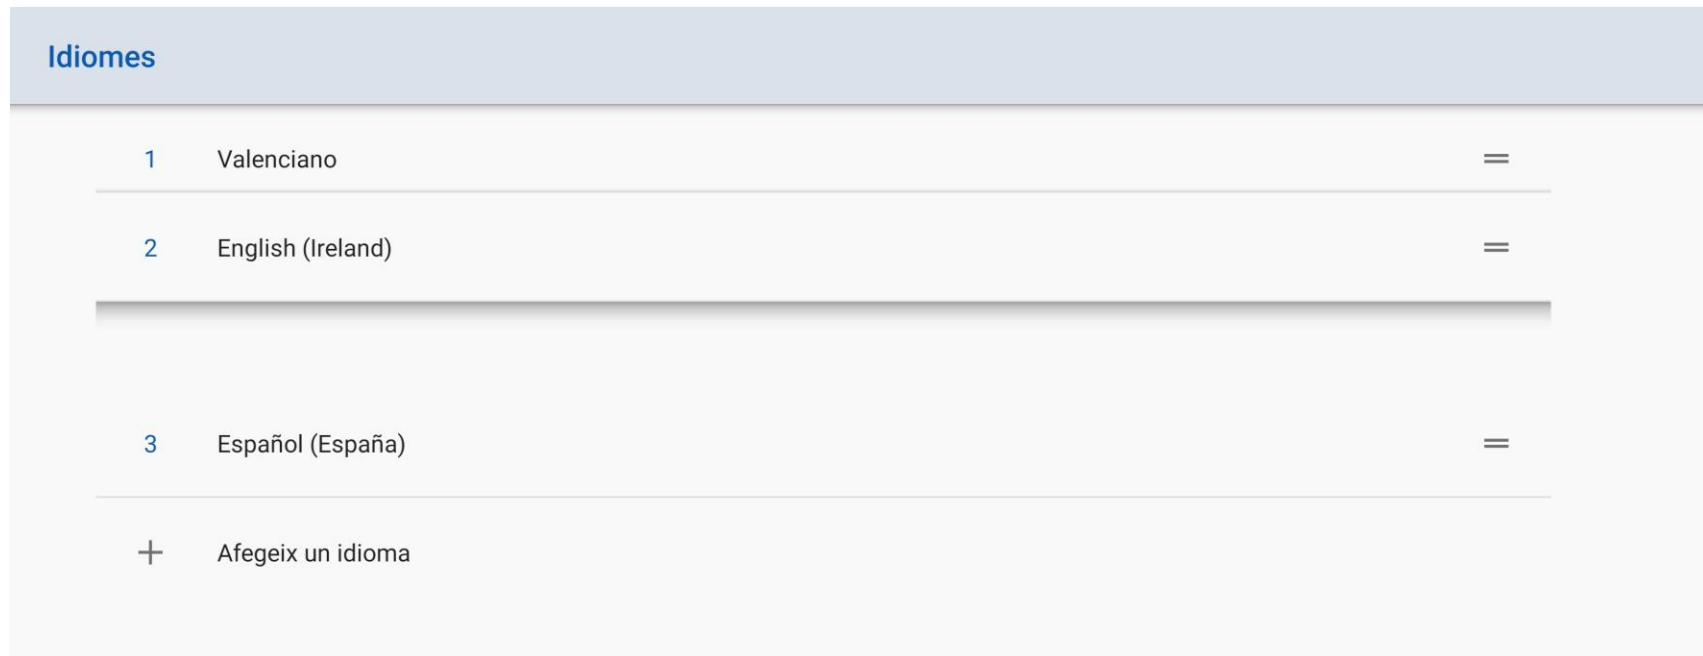 Idiomes
1 Valenciano
2 English (Ireland)
3 Español (España)
Afegeix un idioma